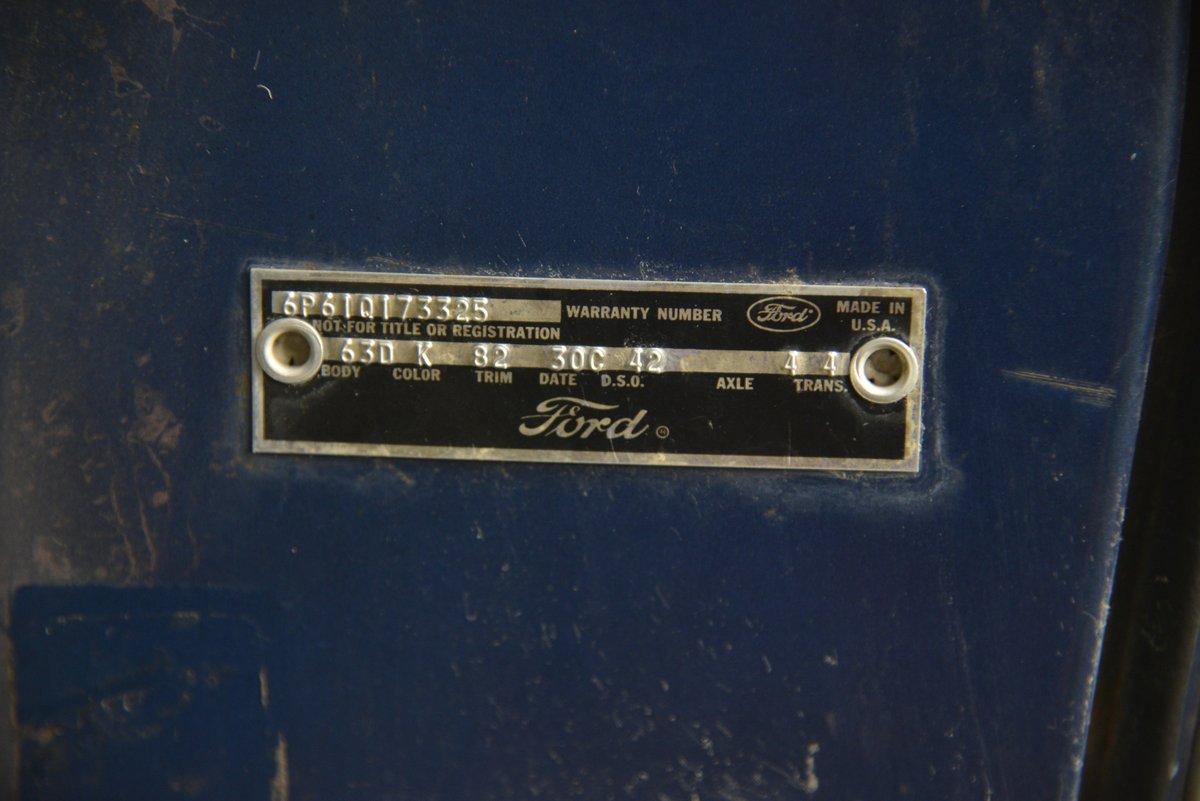 6P61Q173325 WARRANTY NUMBER Ford MADE IN
NOT FOR TITLE OR REGISTRATION U.S.A.
63D K 82 30C 42 4 4
BODY COLOR TRIM DATE D.S.O. AXLE TRANS.
Ford